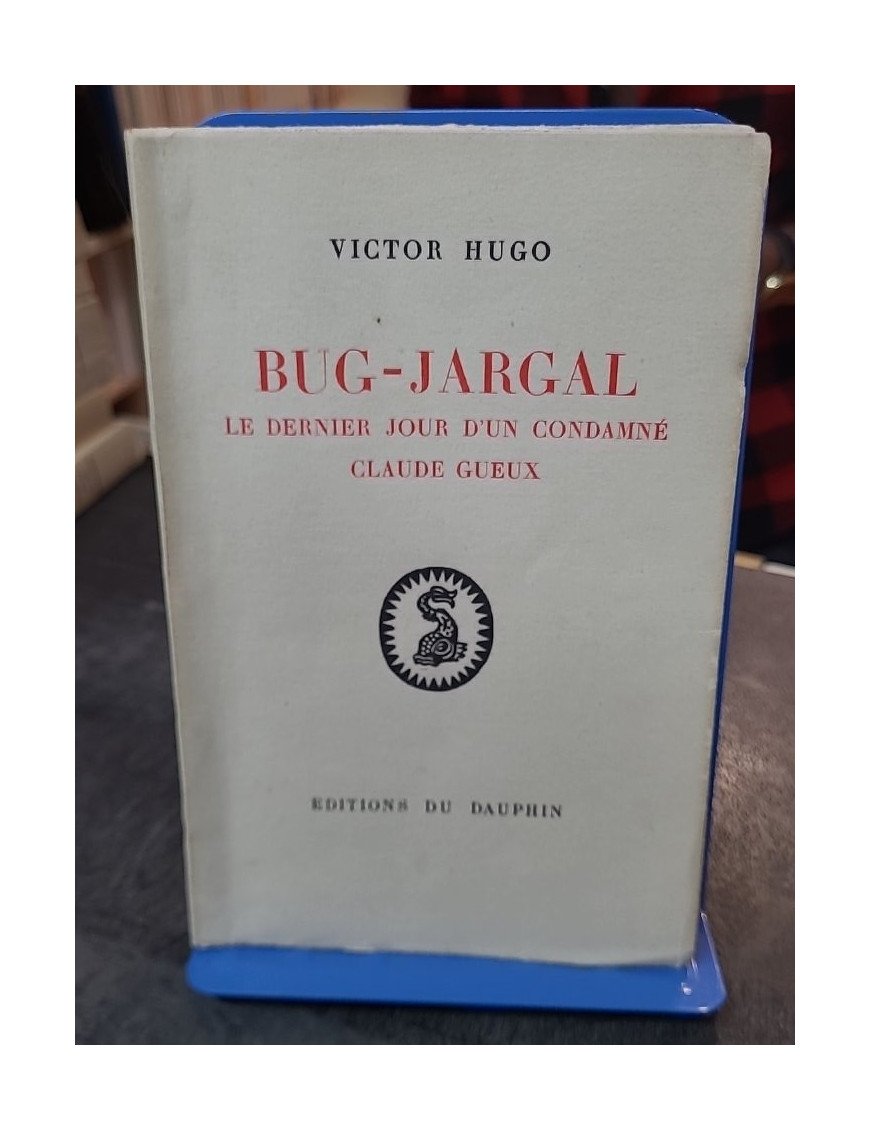 VICTOR HUGO
BUG-JARGAL
LE DERNIER JOUR D'UN CONDAMNÉ
CLAUDE GUEUX
EDITIONS DU DAUPHIN